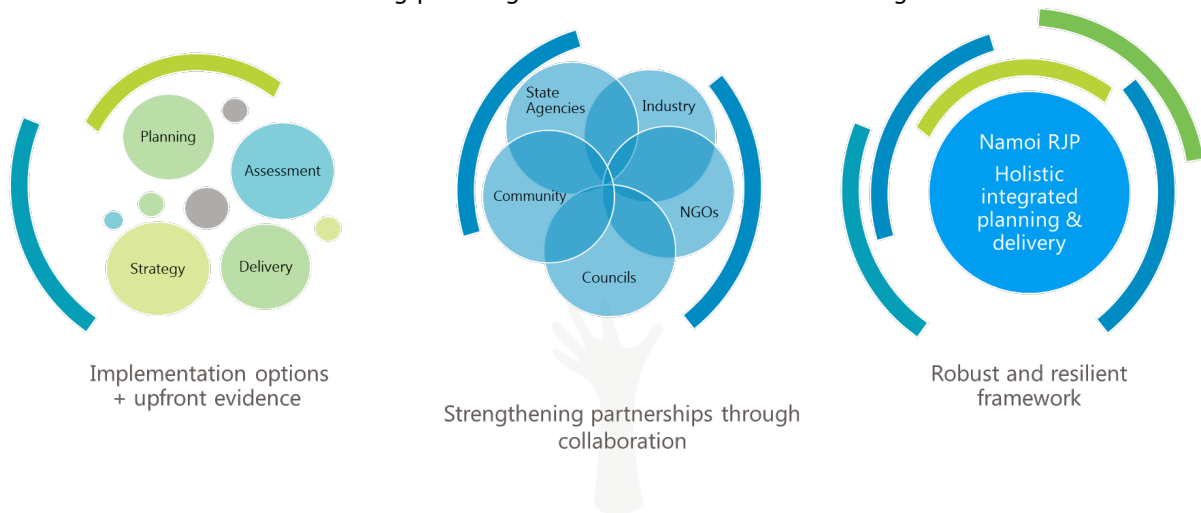 Planning
Assessment
Strategy
Delivery
Implementation options
+ upfront evidence
State
Agencies
Industry
Community
NGOs
Councils
Strengthening partnerships through
collaboration
Namoi RJP
Holistic
integrated
planning &
delivery
Robust and resilient
framework